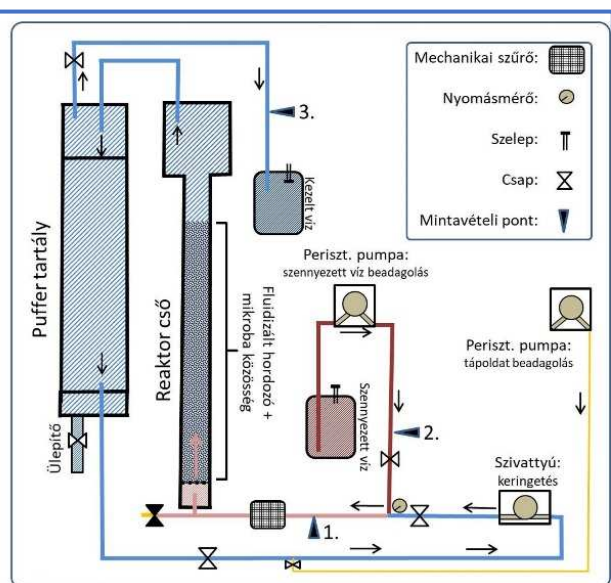 Mechanikai szűrő:
Nyomásmérő:
Szelep:
Csap:
Mintavételi pont:
3.
Kezelt víz
Puffer tartály
Reaktor cső
Fluidizált hordozó +
mikroba közösség
Periszt. pumpa:
szennyezett víz beadagolás
Periszt. pumpa:
tápoldat beadagolás
Szennyezett
víz
2.
Ülepítő
Szivattyú:
keringetés
1.